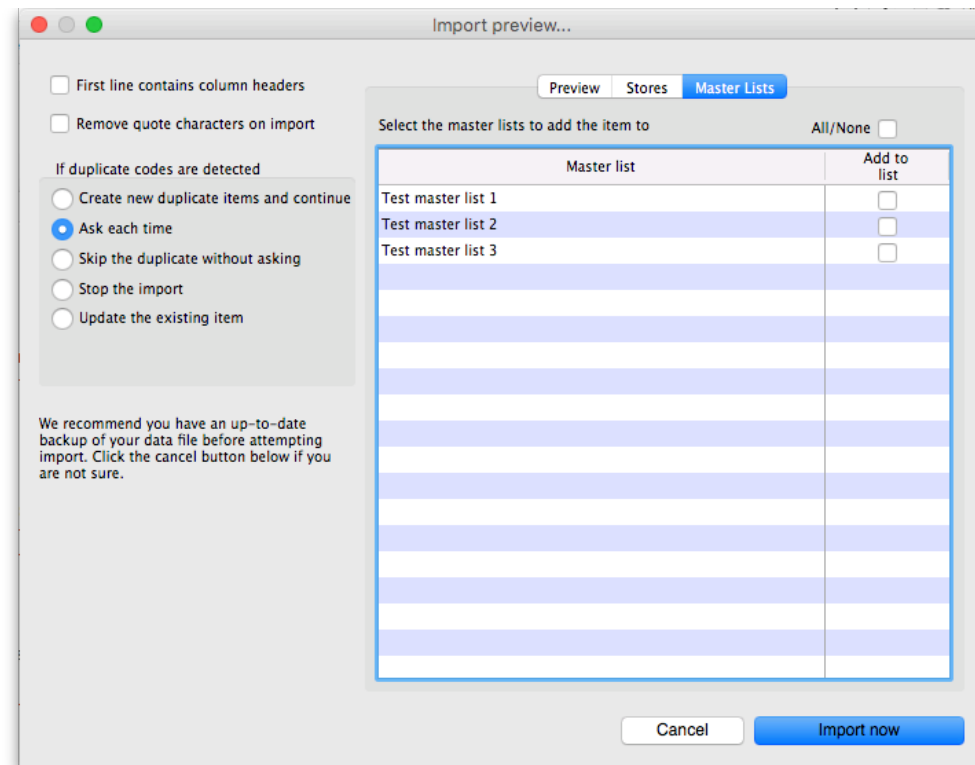 Import preview...
First line contains column headers
Remove quote characters on import
If duplicate codes are detected
Create new duplicate items and continue
Ask each time
Skip the duplicate without asking
Stop the import
Update the existing item
We recommend you have an up-to-date
backup of your data file before attempting
import. Click the cancel button below if you
are not sure.
Preview Stores Master Lists
Select the master lists to add the item to All/None
Master list Add to
list
Test master list 1
Test master list 2
Test master list 3
Cancel Import now